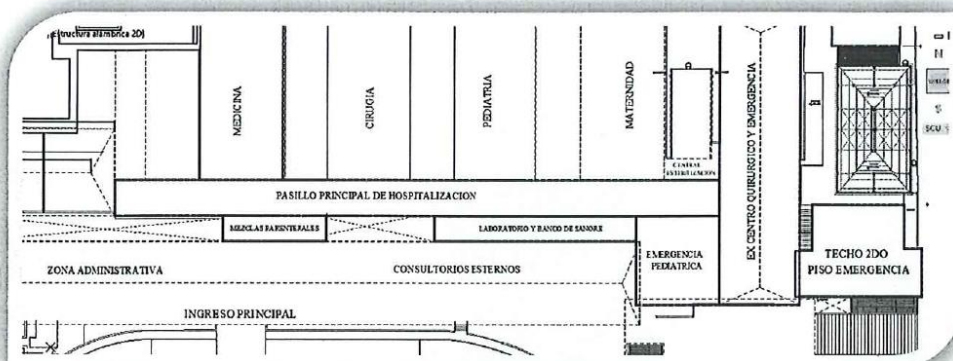 Estructura alámbrica 2D]
MEDICINA
CIRUGIA
PEDIATRIA
MATERNIDAD
CENTRAL
ESTERILIZACION
EX CENTRO QUIRURGICO Y EMERGENCIA
N
S
SCU
PASILLO PRINCIPAL DE HOSPITALIZACION
MEZCLAS PARENTERALES
LABORATORIO Y BANCO DE SANGRE
EMERGENCIA
PEDIATRICA
TECHO 2DO
PISO EMERGENCIA
ZONA ADMINISTRATIVA
CONSULTORIOS ESTERNOS
INGRESO PRINCIPAL